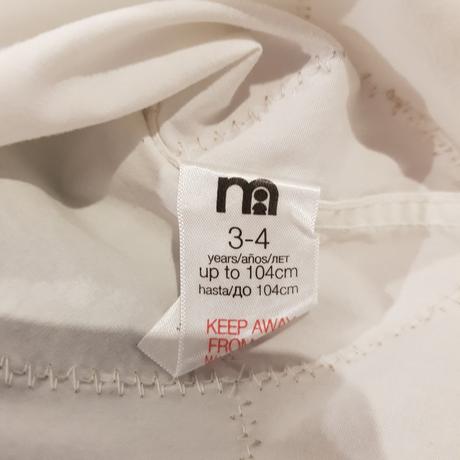 3-4
years/años/ЛЕТ
up to 104cm
hasta/ДО 104cm
KEEP AWAY
FROM